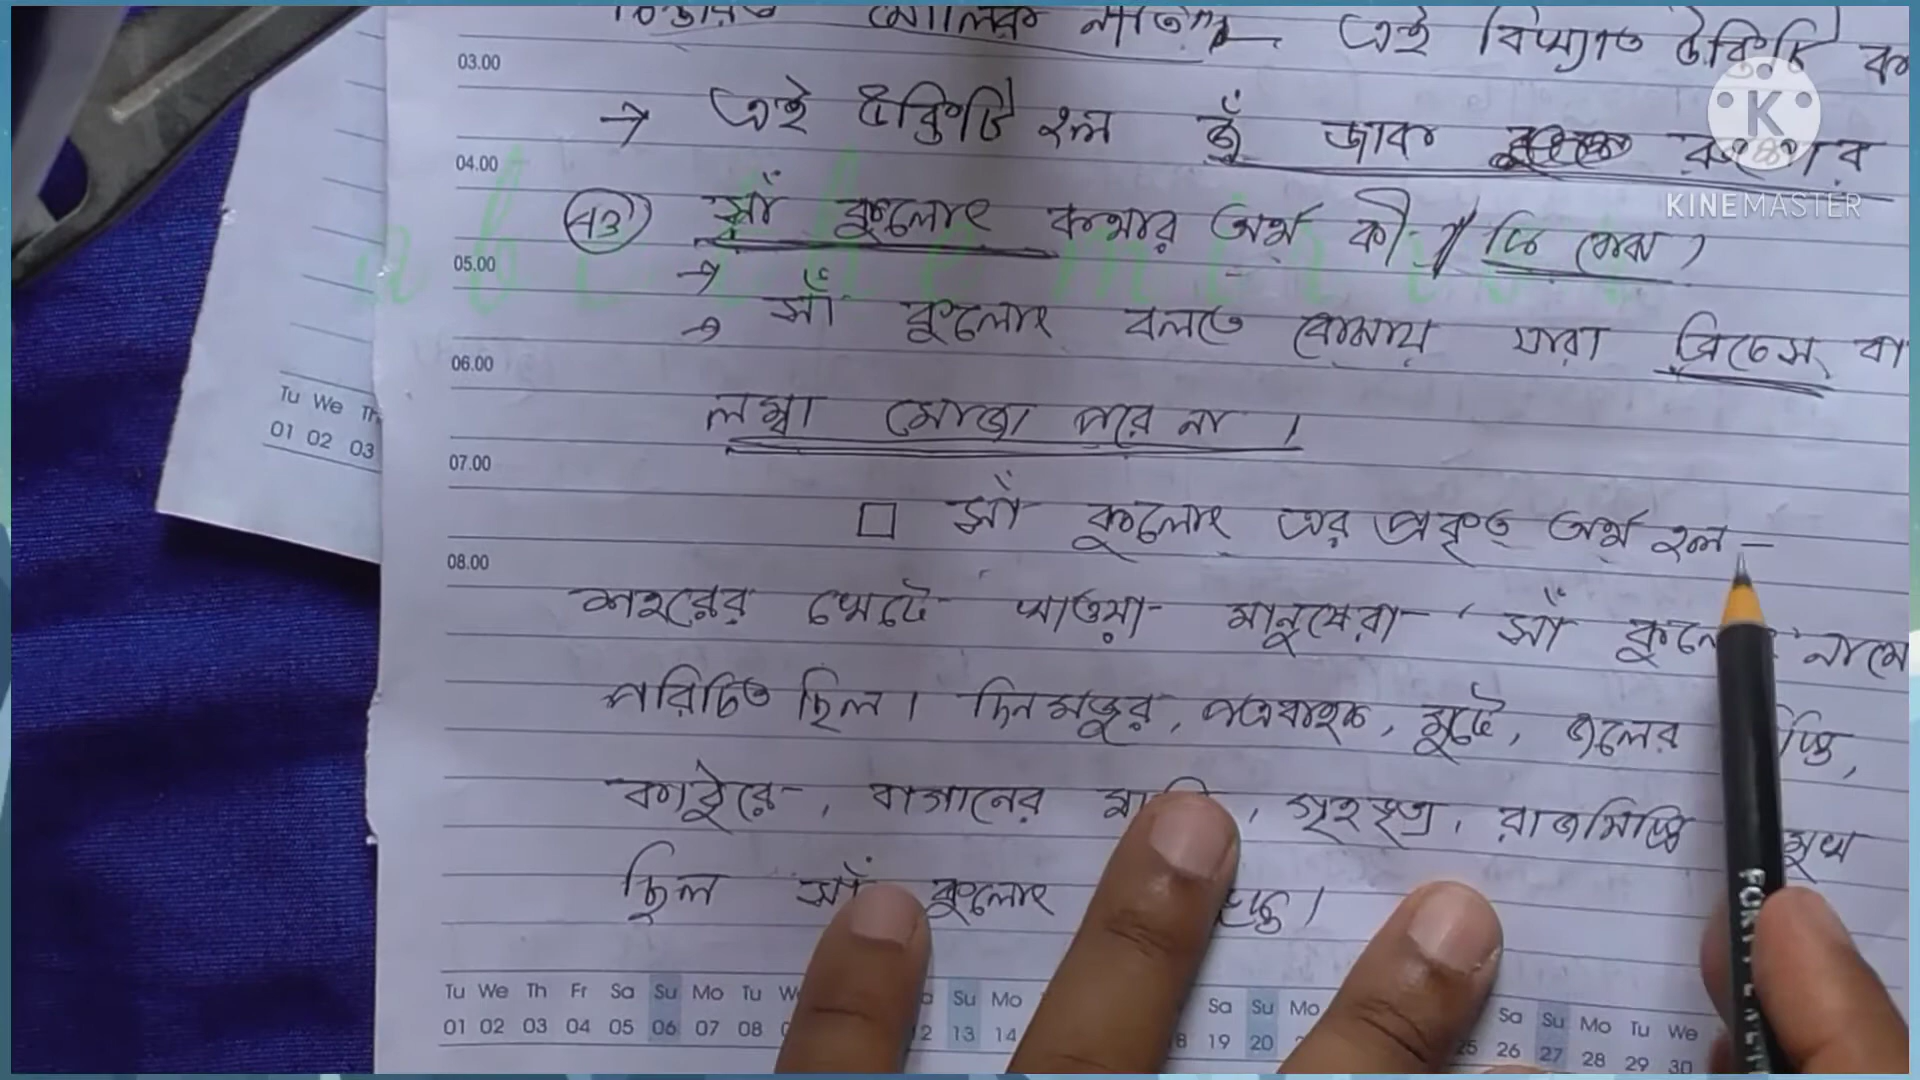 মৌলিক নীতি" — এই বিখ্যাত উক্তিটি
03.00
→ এই উক্তিটি হল জাঁ জাক
K
KINEMASTER
04.00
43 সাঁ কুলোৎ কথার অর্থ কী? /
05.00
→ সাঁ কুলোৎ বলতে বোঝায় যারা ব্রিচেস্ বা
06.00
লম্বা মোজা পরে না।
07.00
□ সাঁ কুলোৎ এর প্রকৃত অর্থ হল —
08.00
শহরের খেটে খাওয়া মানুষেরা 'সাঁ নামে
পরিচিত ছিল। দিনমজুর, পত্রবাহক, মুটে, জলের
কাঠুরে, বাগানের গৃহভৃত্য, রাজমিস্ত্রি
ছিল সাঁ কুলোৎ
Tu We Th
01 02 03
Tu We Th Fr Sa Su Mo Tu Su Mo Sa Su Mo Sa Su Mo Tu We
01 02 03 04 05 06 07 08 12 13 14 19 20 25 26 27 28 29 30